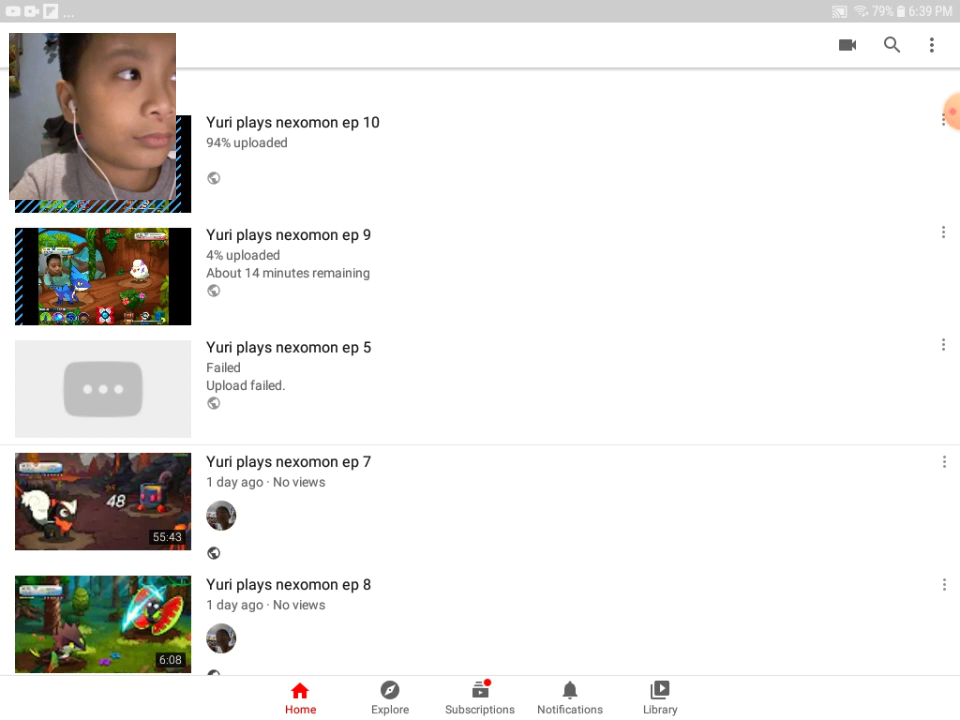 ... 79% 6:39 PM
Yuri plays nexomon ep 10
94% uploaded
Yuri plays nexomon ep 9
4% uploaded
About 14 minutes remaining
Yuri plays nexomon ep 5
Failed
Upload failed.
Yuri plays nexomon ep 7
1 day ago · No views
48
55:43
Yuri plays nexomon ep 8
1 day ago · No views
6:08
Home Explore Subscriptions Notifications Library